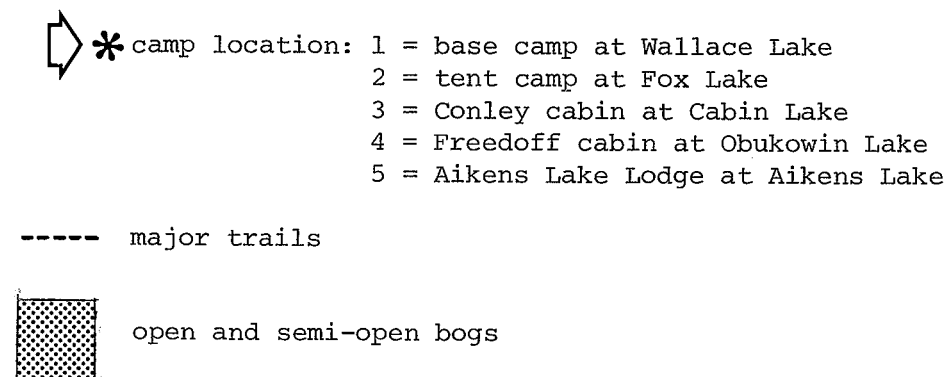 * camp location: 1 = base camp at Wallace Lake
2 = tent camp at Fox Lake
3 = Conley cabin at Cabin Lake
4 = Freedoff cabin at Obukowin Lake
5 = Aikens Lake Lodge at Aikens Lake
major trails
open and semi-open bogs